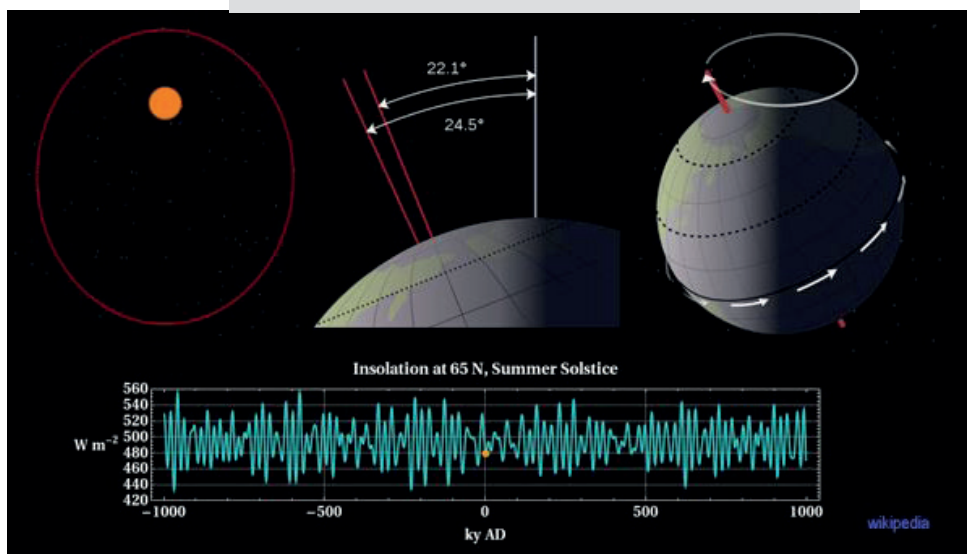 22.1°
24.5°
Insolation at 65 N, Summer Solstice
560
540
520
500
W m⁻² 480
460
440
420
−1000 −500 0 500 1000
ky AD
wikipedia